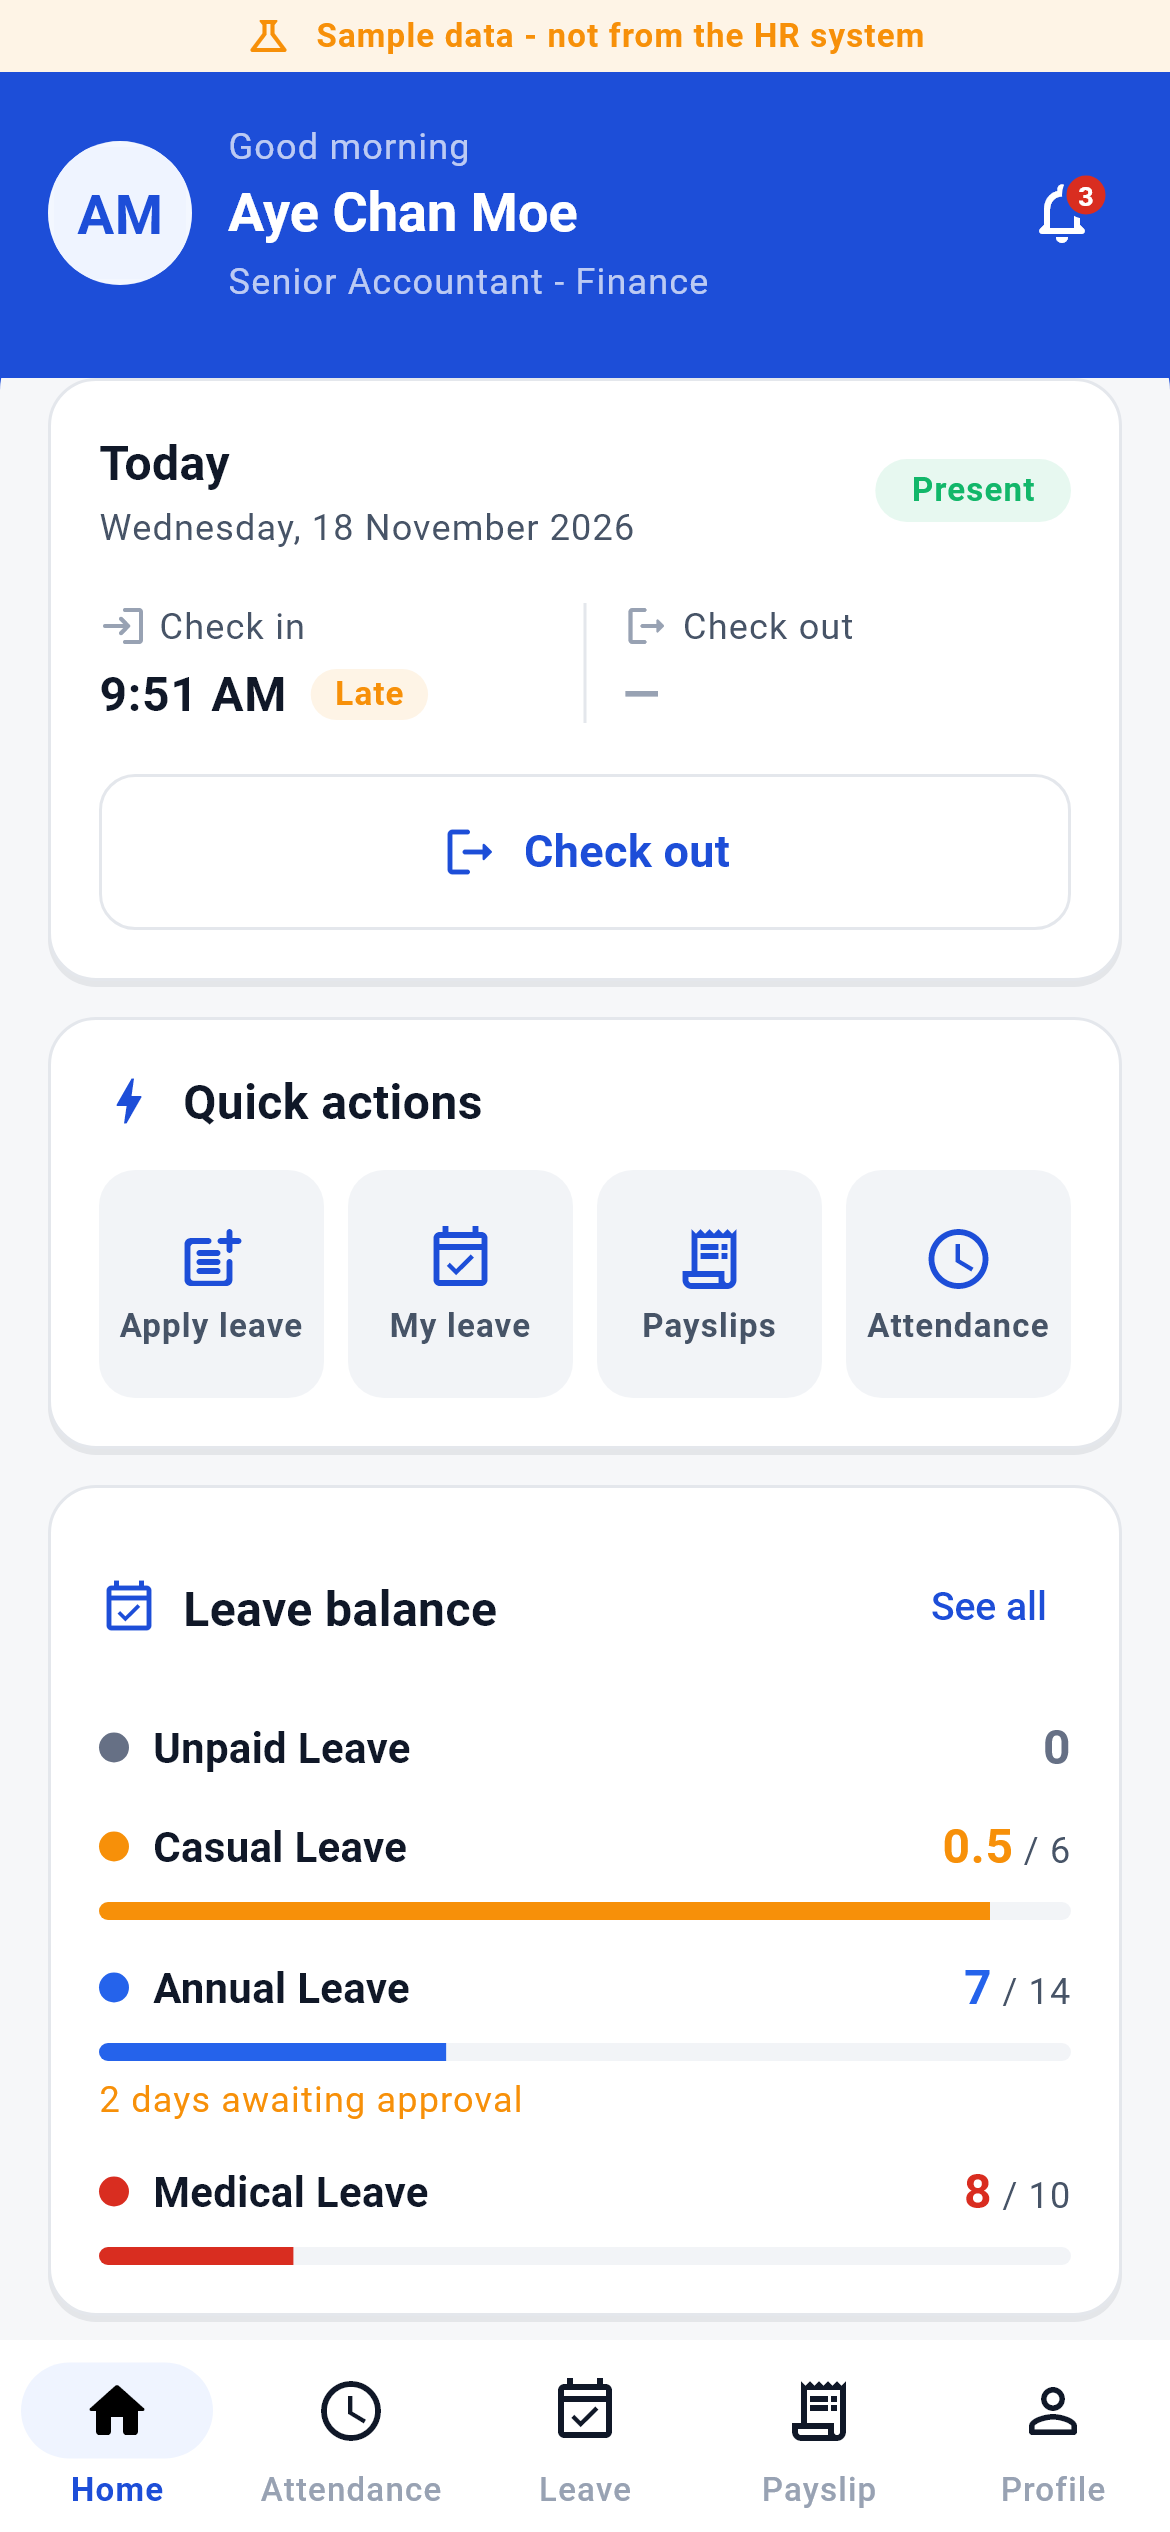 Sample data - not from the HR system
AM
Good morning
Aye Chan Moe
Senior Accountant - Finance
3
Today
Wednesday, 18 November 2026
Present
Check in
Check out
9:51 AM
Late
—
Check out
Quick actions
Apply leave
My leave
Payslips
Attendance
Leave balance
See all
Unpaid Leave
0
Casual Leave
0.5 / 6
Annual Leave
7 / 14
2 days awaiting approval
Medical Leave
8 / 10
Home
Attendance
Leave
Payslip
Profile